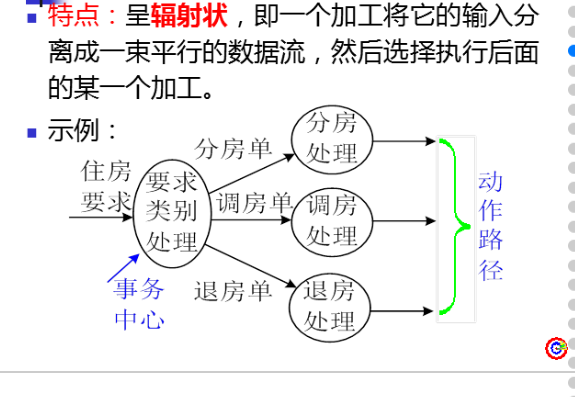 特点：呈辐射状，即一个加工将它的输入分
离成一束平行的数据流，然后选择执行后面
的某一个加工。
示例：
住房
要求
要求
类别
处理
事务
中心
分房单
分房
处理
调房单
调房
处理
退房单
退房
处理
动
作
路
径